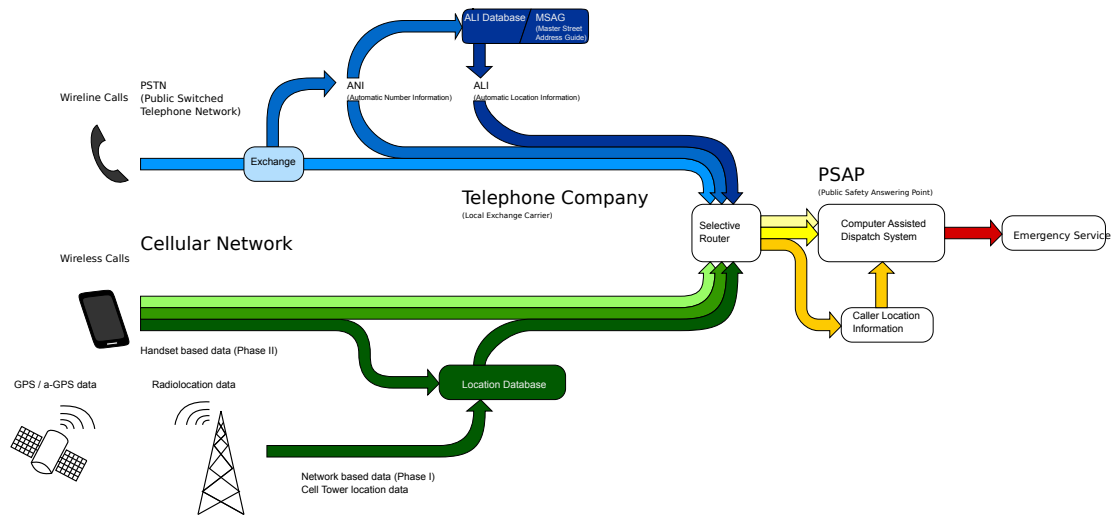 ALI Database
MSAG
(Master Street
Address Guide)
Wireline Calls
PSTN
(Public Switched
Telephone Network)
ANI
(Automatic Number Information)
ALI
(Automatic Location Information)
Exchange
Telephone Company
(Local Exchange Carrier)
PSAP
(Public Safety Answering Point)
Selective
Router
Computer Assisted
Dispatch System
Emergency Service
Cellular Network
Wireless Calls
Caller Location
Information
Handset based data (Phase II)
GPS / a-GPS data
Radiolocation data
Location Database
Network based data (Phase I)
Cell Tower location data